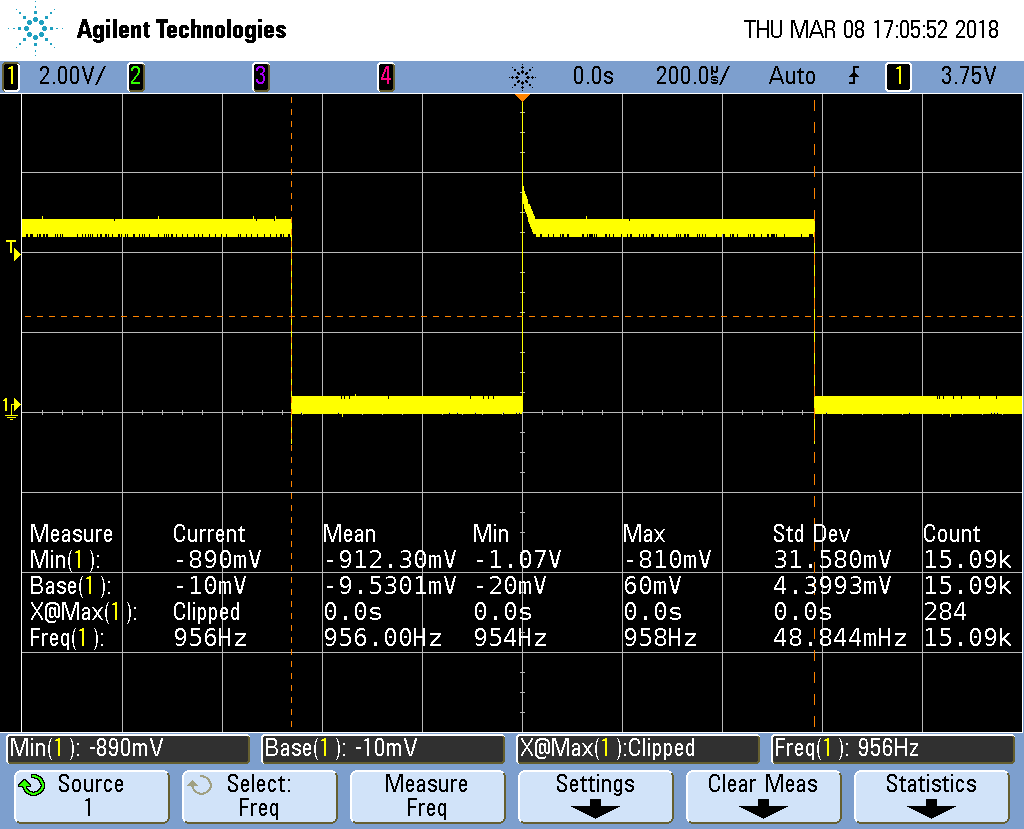 Agilent Technologies THU MAR 08 17:05:52 2018
1 2.00V/ 2 3 4 0.0s 200.0µs/ Auto 1 3.75V
T
1
Measure Current Mean Min Max Std Dev Count
Min(1): -890mV -912.30mV -1.07V -810mV 31.580mV 15.09k
Base(1): -10mV -9.5301mV -20mV 60mV 4.3993mV 15.09k
X@Max(1): Clipped 0.0s 0.0s 0.0s 0.0s 284
Freq(1): 956Hz 956.00Hz 954Hz 958Hz 48.844mHz 15.09k
Min(1): -890mV Base(1): -10mV X@Max(1):Clipped Freq(1): 956Hz
Source Select: Measure Settings Clear Meas Statistics
1 Freq Freq